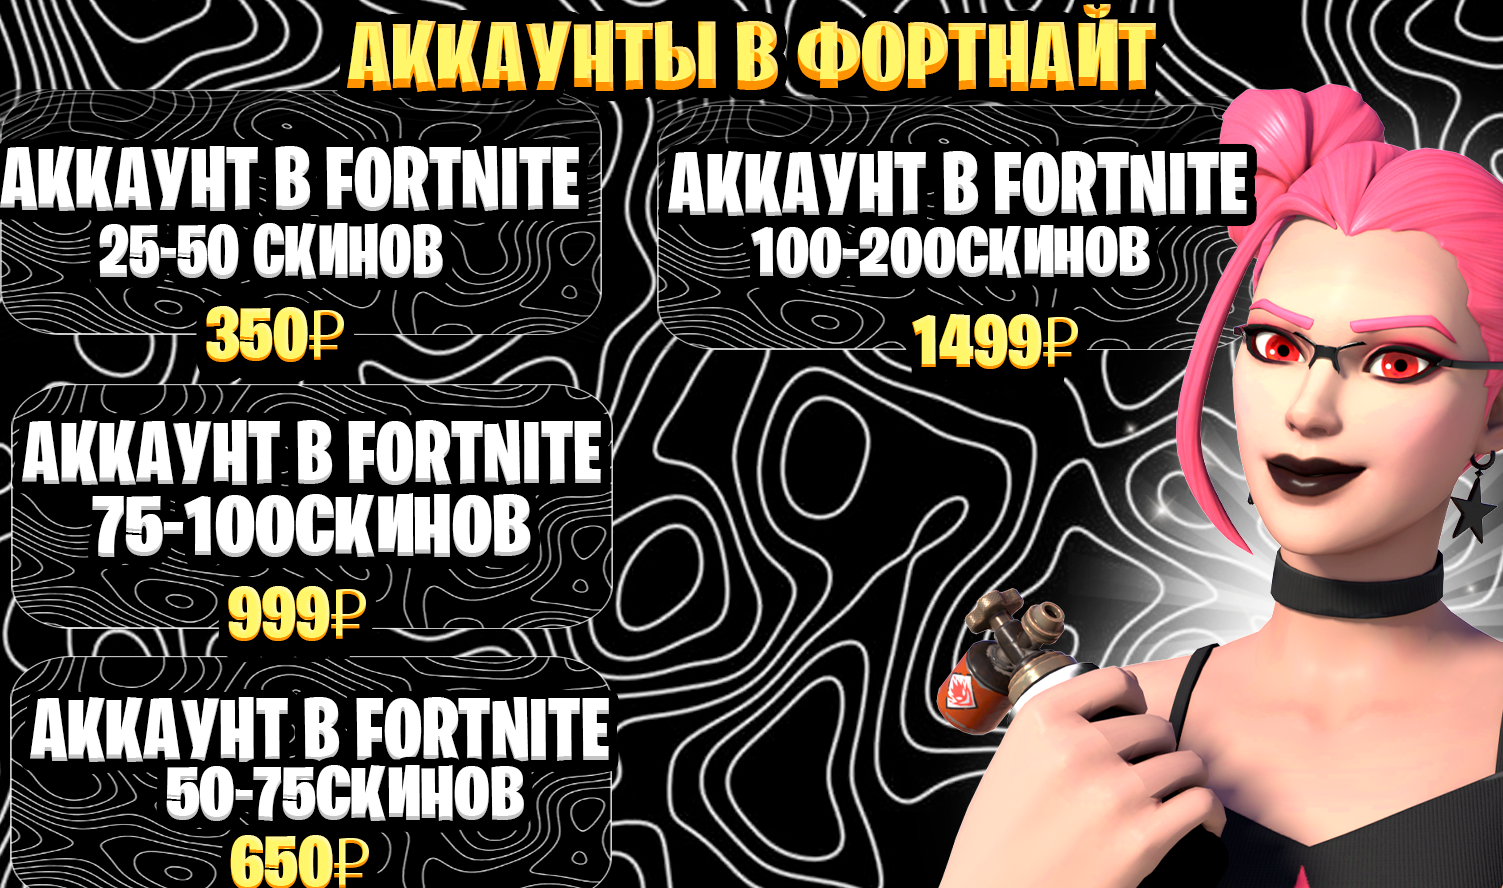 АККАУНТЫ В ФОРТНАЙТ
АККАУНТ В FORTNITE
25-50 СКИНОВ
350₽
АККАУНТ В FORTNITE
100-200СКИНОВ
1499₽
АККАУНТ В FORTNITE
75-100СКИНОВ
999₽
АККАУНТ В FORTNITE
50-75СКИНОВ
650₽